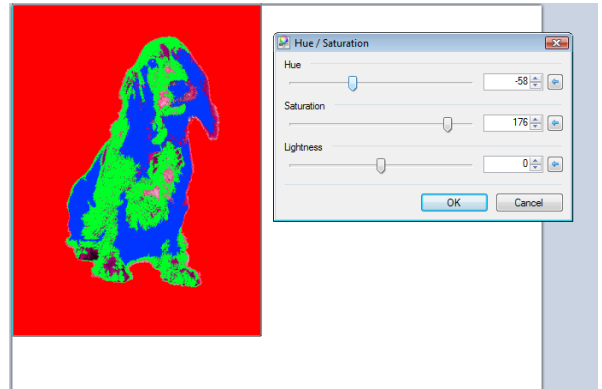 Hue / Saturation
Hue
-58
Saturation
176
Lightness
0
OK
Cancel